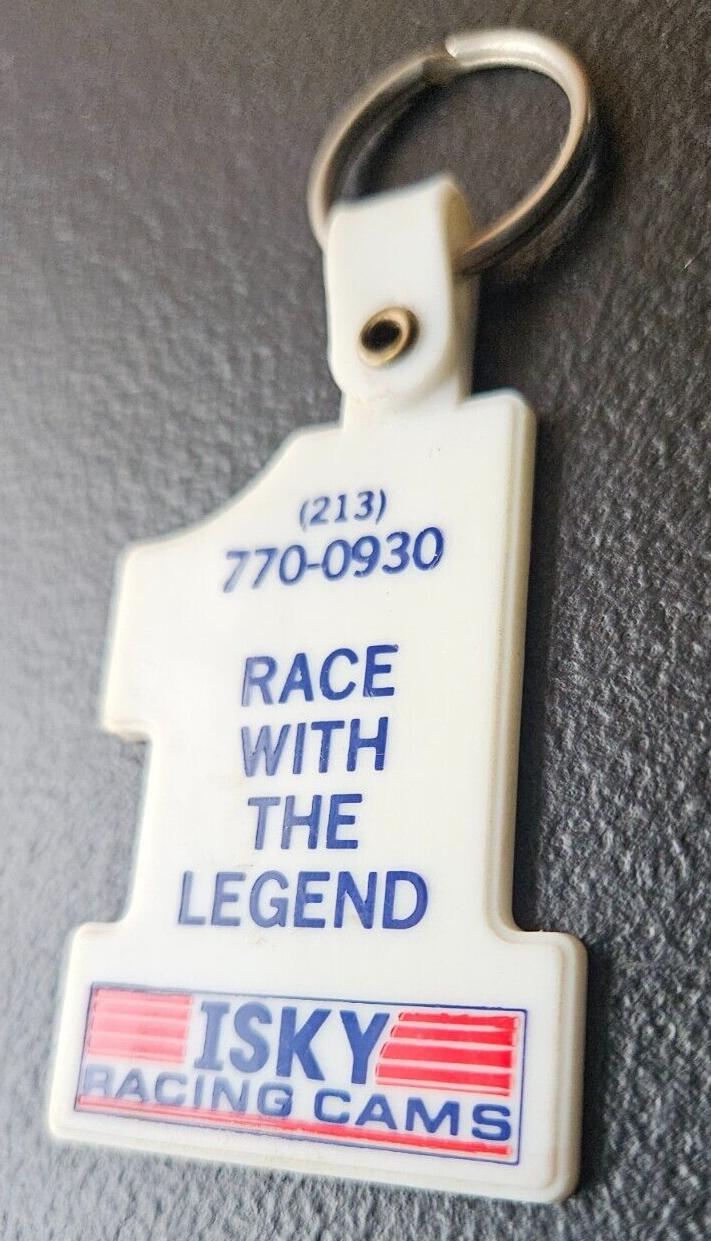 (213)
770-0930
RACE
WITH
THE
LEGEND
ISKY
RACING CAMS